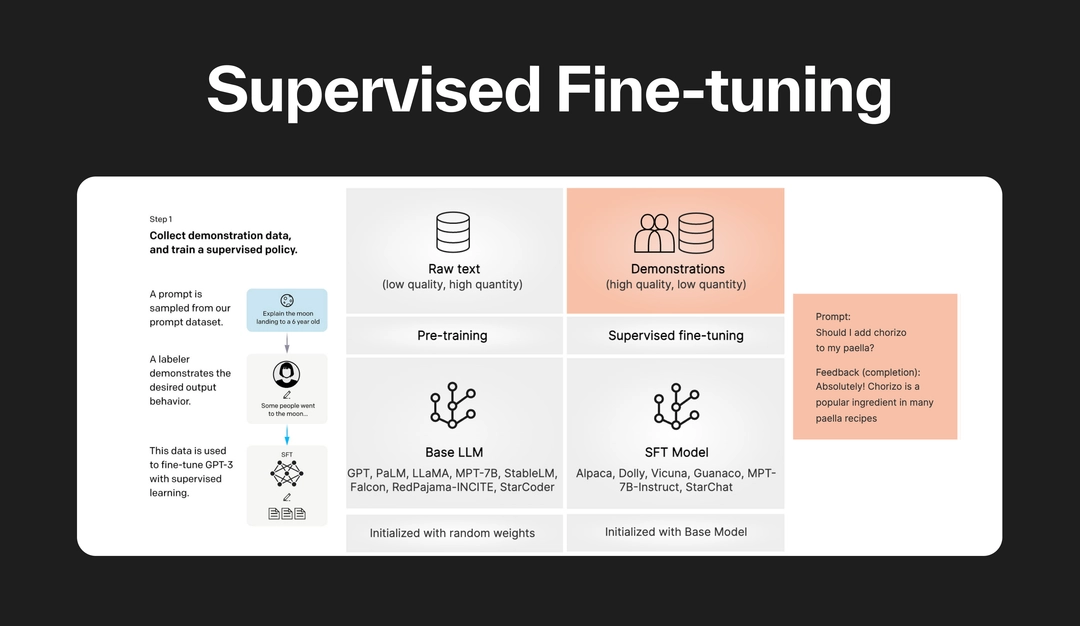 Supervised Fine-tuning
Step 1
Collect demonstration data,
and train a supervised policy.
A prompt is
sampled from our
prompt dataset.
Explain the moon
landing to a 6 year old
A labeler
demonstrates the
desired output
behavior.
Some people went
to the moon...
This data is used
to fine-tune GPT-3
with supervised
learning.
SFT
Raw text
(low quality, high quantity)
Pre-training
Base LLM
GPT, PaLM, LLaMA, MPT-7B, StableLM,
Falcon, RedPajama-INCITE, StarCoder
Initialized with random weights
Demonstrations
(high quality, low quantity)
Supervised fine-tuning
SFT Model
Alpaca, Dolly, Vicuna, Guanaco, MPT-
7B-Instruct, StarChat
Initialized with Base Model
Prompt:
Should I add chorizo
to my paella?
Feedback (completion):
Absolutely! Chorizo is a
popular ingredient in many
paella recipes